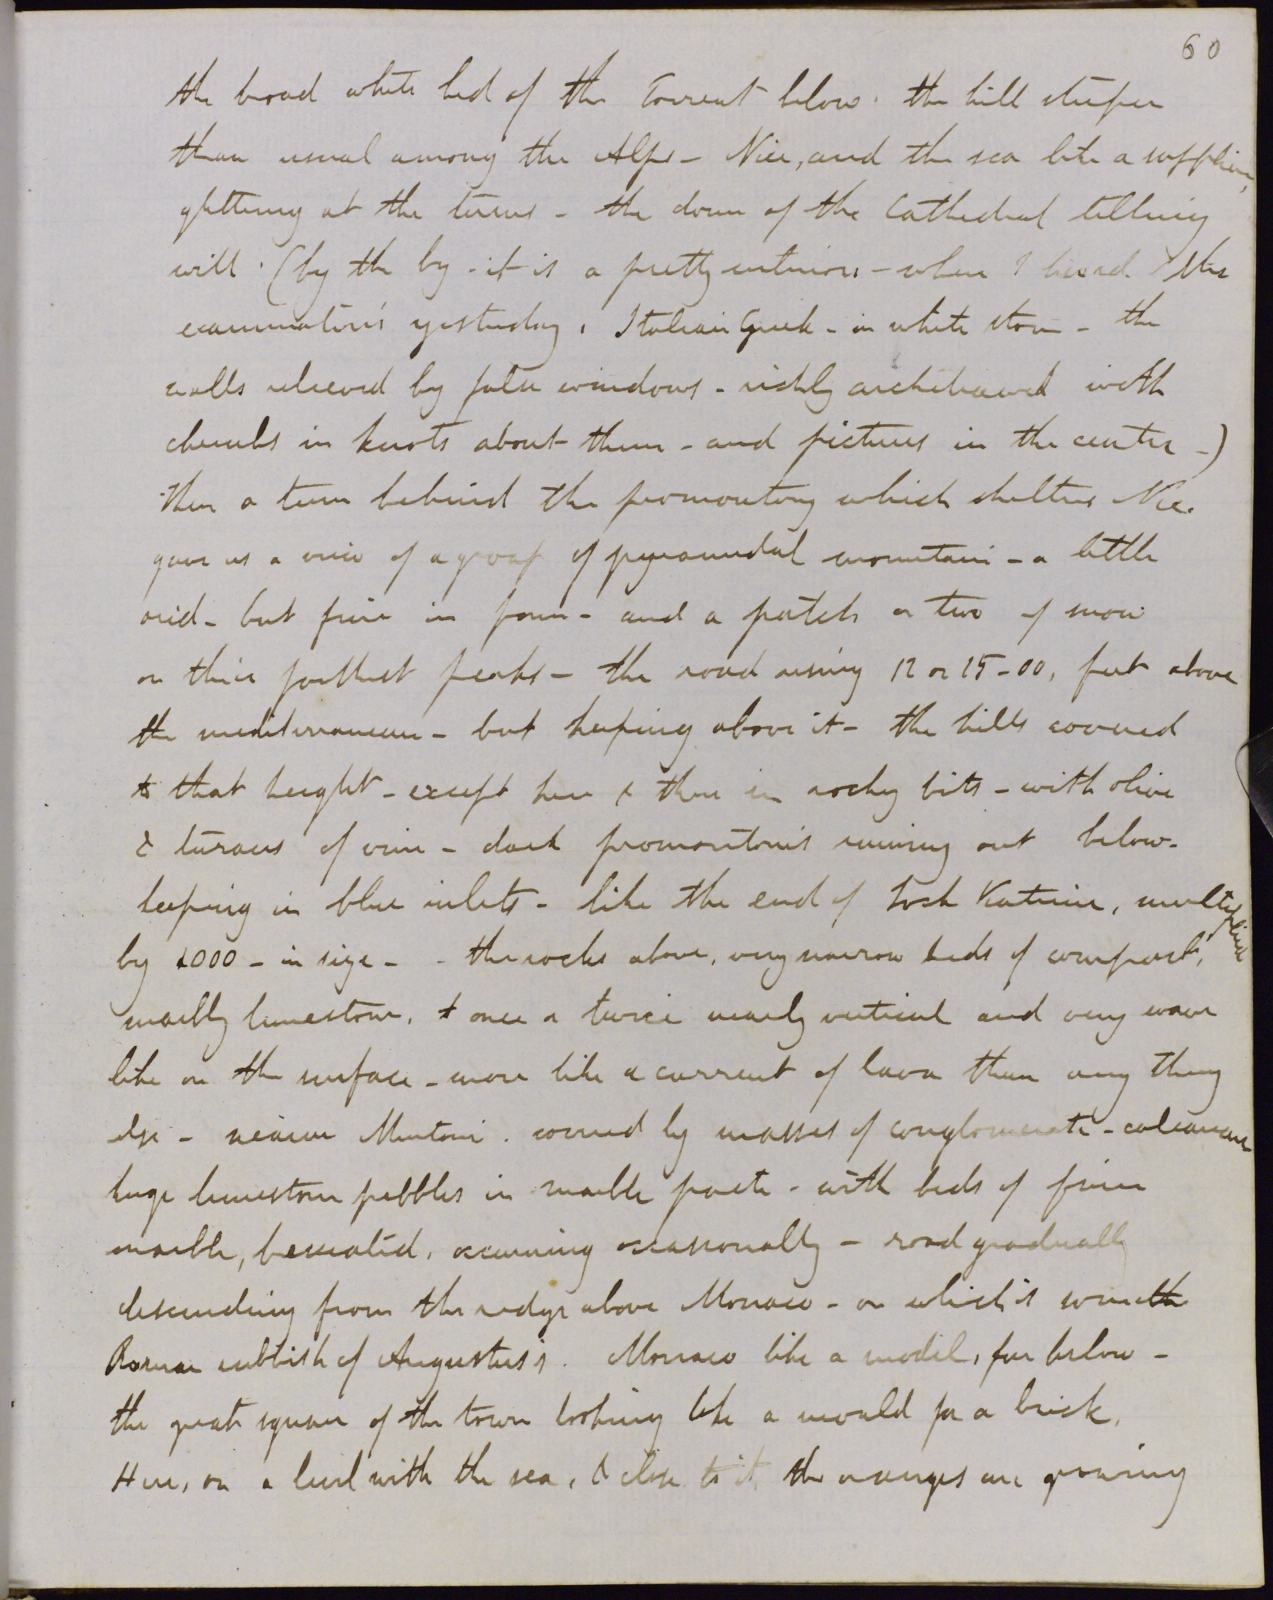 60
the broad white bed of the torrent below. the hill steeper
than usual among the Alps - Nice, and the sea like a sapphire,
glittering at the turns - the dome of the Cathedral telling
well. (by the by - it is a pretty interior - where I heard the
examinations yesterday. Italian Greek - in white stone - the
walls relieved by false windows - richly architraved with
cherubs in knots about them - and pictures in the center -)
Then a turn behind the promontory which shelters Nice.
gave us a view of a group of pyramidal mountains - a little
arid - but fine in form - and a patch or two of snow
on their furthest peaks - the road rising 12 or 15-00, feet above
the mediterranean - but keeping above it - the hills covered
to that height - except here & there in rocky bits - with olive
& terraces of vine - dark promontories running out below -
keeping in blue inlets - like the end of Loch Katrine, multiplied
by 1000 - in size - - the rocks above, very narrow beds of compact,
marbly limestone, & once or twice nearly vertical and very wave
like on the surface - more like a current of lava than any thing
else - nearer Mentone. covered by masses of conglomerate - calcareous
huge limestone pebbles in marble paste - with beds of finer
marble, brecciated, occurring occasionally - road gradually
descending from the ridge above Monaco - on which is some
Roman rubbish of Augustus's. Monaco like a model, far below -
the great square of the town looking like a mould for a brick.
Here, on a level with the sea, & close to it, the oranges are growing